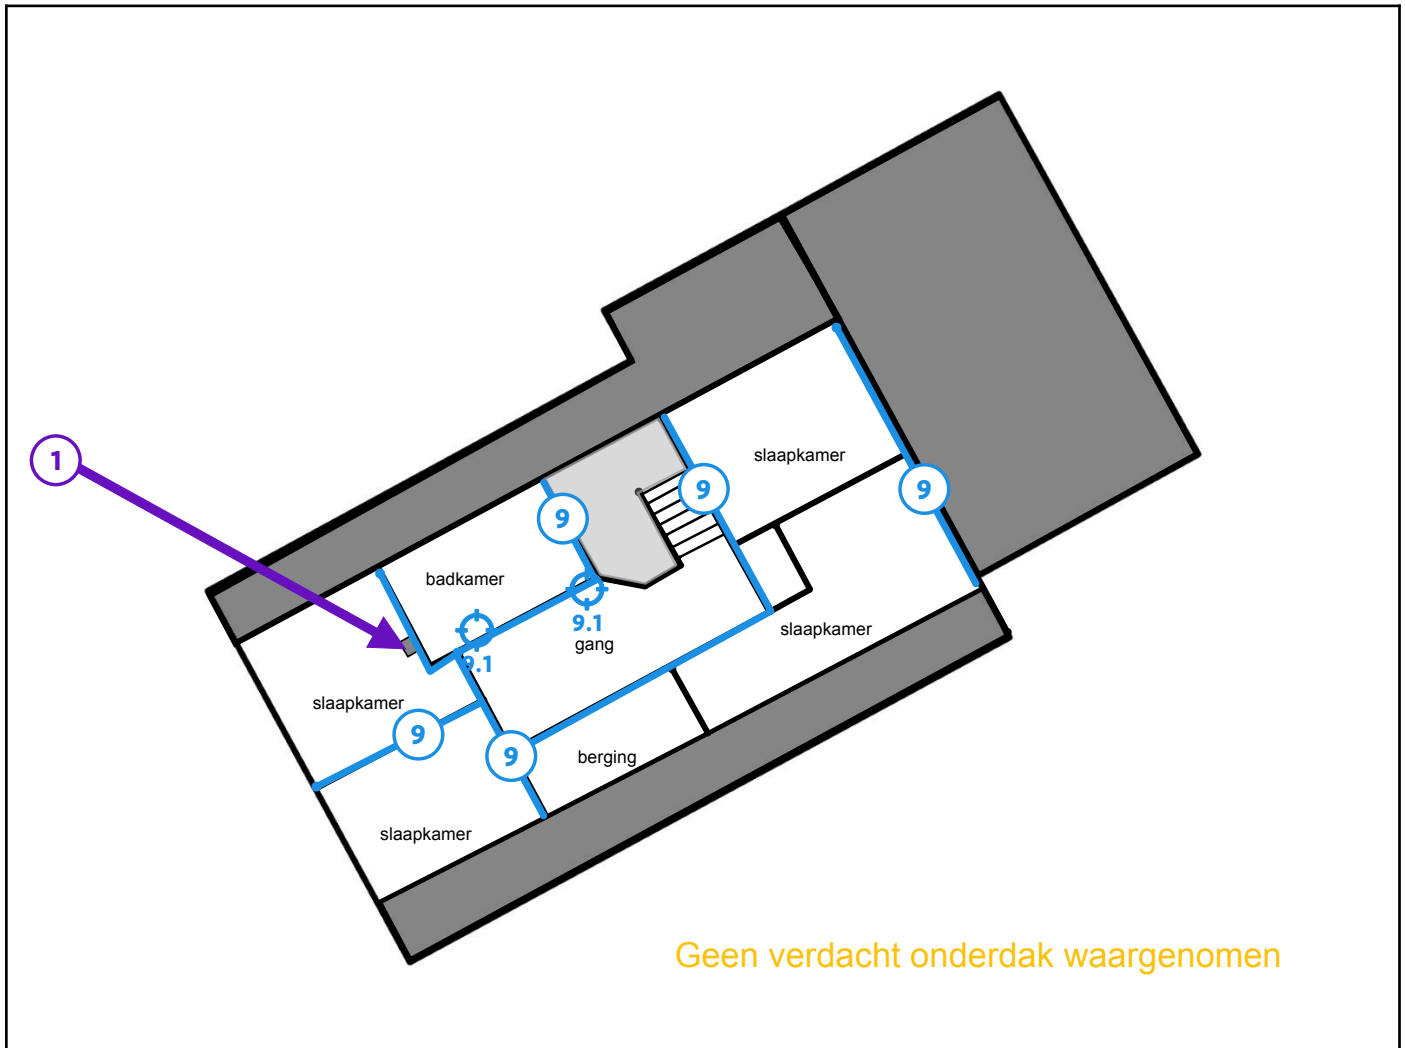 slaapkamer
1
9
9
9
badkamer
9.1
gang
slaapkamer
9.1
slaapkamer
9
9
berging
slaapkamer
Geen verdacht onderdak waargenomen